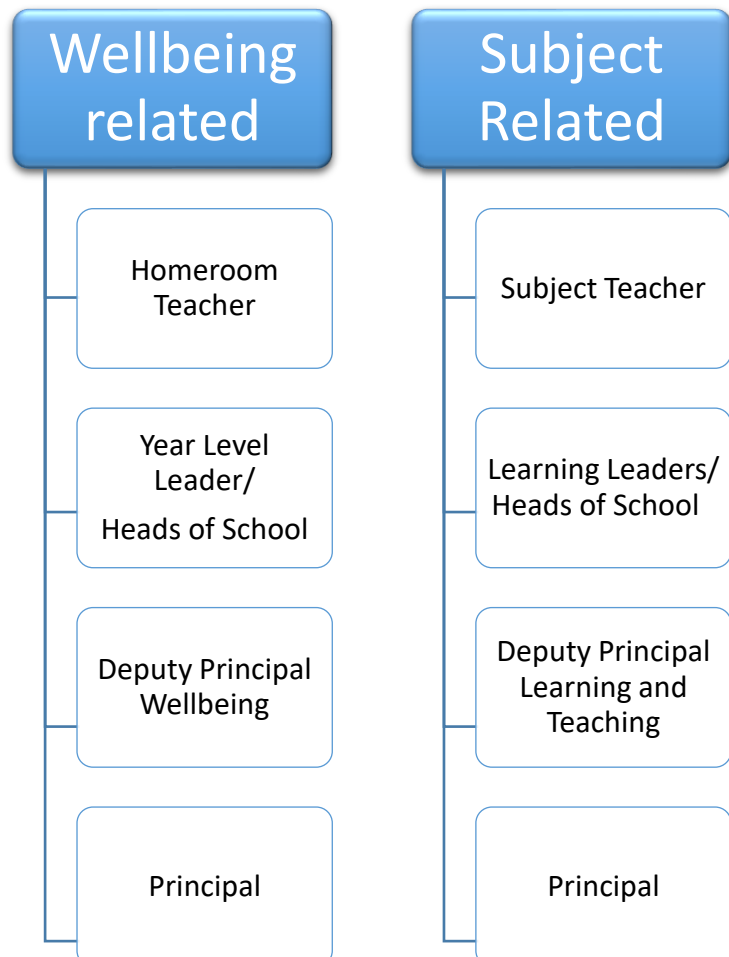 Wellbeing
related
Homeroom
Teacher
Year Level
Leader/
Heads of School
Deputy Principal
Wellbeing
Principal
Subject
Related
Subject Teacher
Learning Leaders/
Heads of School
Deputy Principal
Learning and
Teaching
Principal